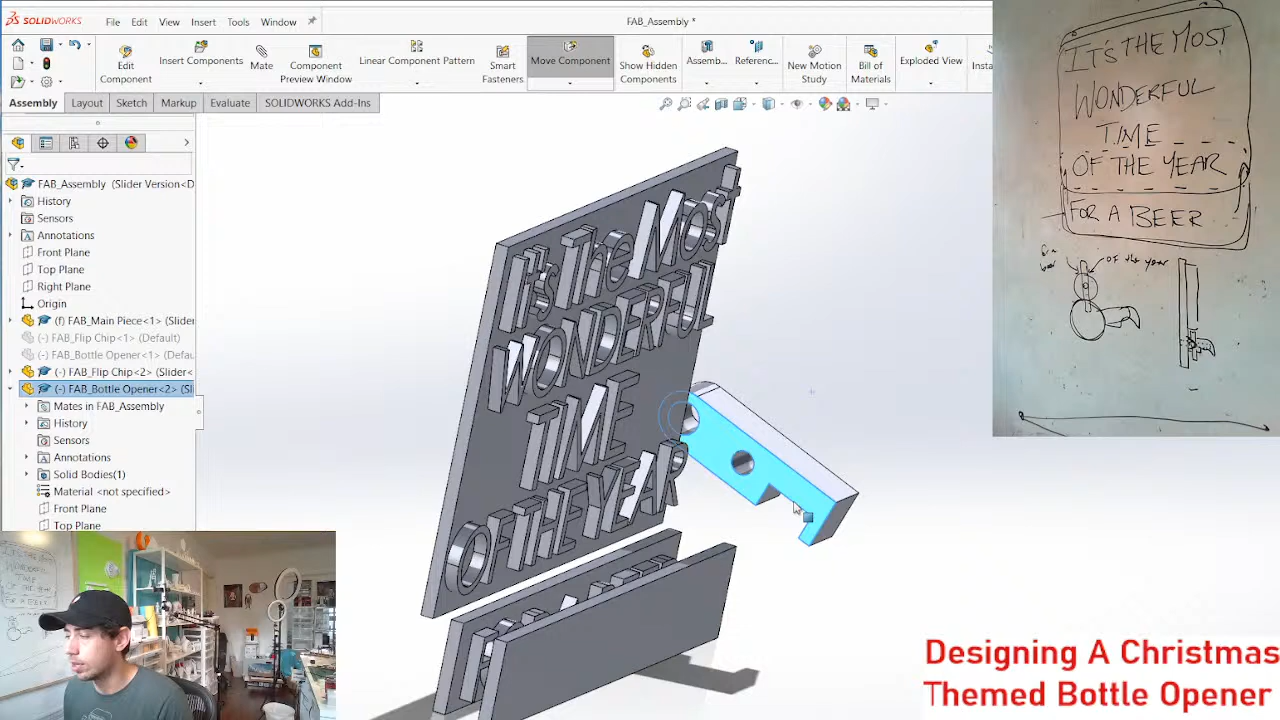 SOLIDWORKS
File Edit View Insert Tools Window
FAB_Assembly *
Edit Component
Insert Components
Mate
Component Preview Window
Linear Component Pattern
Smart Fasteners
Move Component
Show Hidden Components
Assemb...
Referenc...
New Motion Study
Bill of Materials
Exploded View
Insta
Assembly Layout Sketch Markup Evaluate SOLIDWORKS Add-Ins
FAB_Assembly (Slider Version<D
History
Sensors
Annotations
Front Plane
Top Plane
Right Plane
Origin
(f) FAB_Main Piece<1> (Slider
(-) FAB_Flip Chip<1> (Default)
(-) FAB_Bottle Opener<1> (Defau
(-) FAB_Flip Chip<2> (Slider<
(-) FAB_Bottle Opener<2> (Sl
Mates in FAB_Assembly
History
Sensors
Annotations
Solid Bodies(1)
Material <not specified>
Front Plane
Top Plane
It's The Most
WONDERFUL
TIME
OF THE YEAR
IT'S THE MOST
WONDERFUL
TIME
OF THE YEAR
FOR A BEER
of the year
Designing A Christmas
Themed Bottle Opener